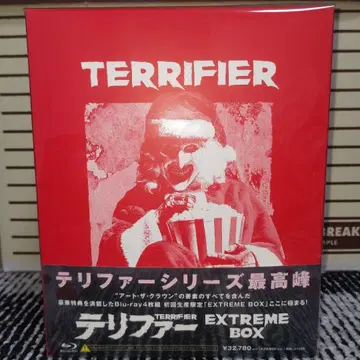 TERRIFIER
BREAK
テリファーシリーズ最高峰
"アート・ザ・クラウン"の要素のすべてを含んだ
豪華特典を満載したBlu-ray4枚組 初回生産限定「EXTREME BOX」ここに極まる!
TERRIFIER
テリファー EXTREME
BOX
¥32,780